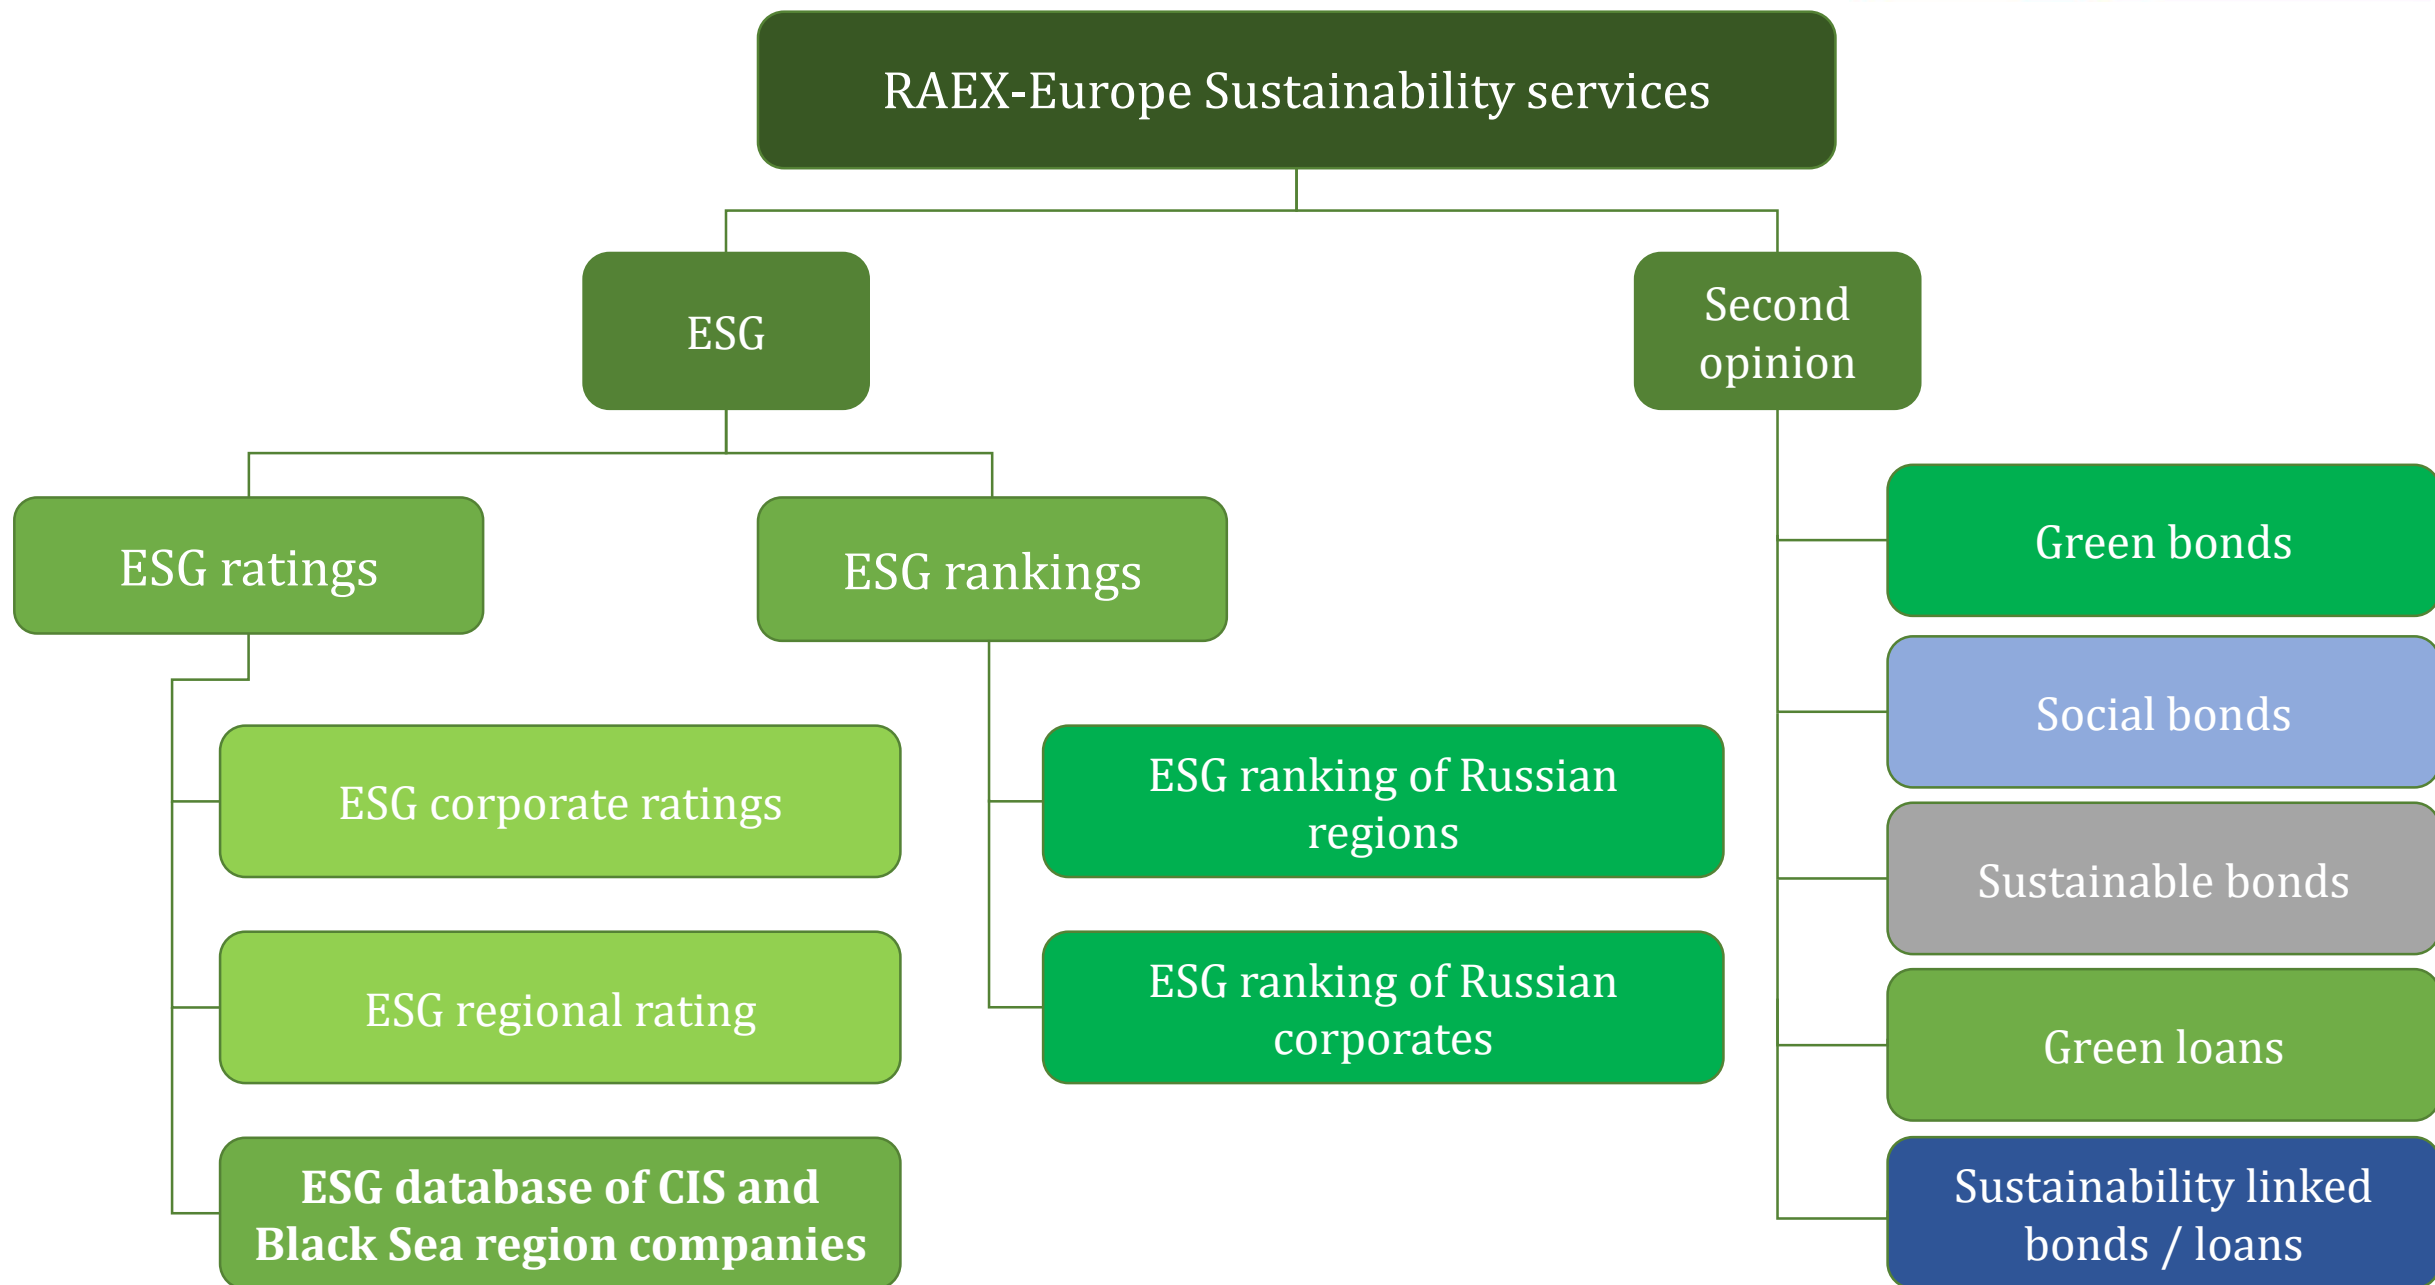 RAEX-Europe Sustainability services
ESG
Second
opinion
ESG ratings
ESG rankings
ESG corporate ratings
ESG regional rating
ESG database of CIS and
Black Sea region companies
ESG ranking of Russian
regions
ESG ranking of Russian
corporates
Green bonds
Social bonds
Sustainable bonds
Green loans
Sustainability linked
bonds / loans